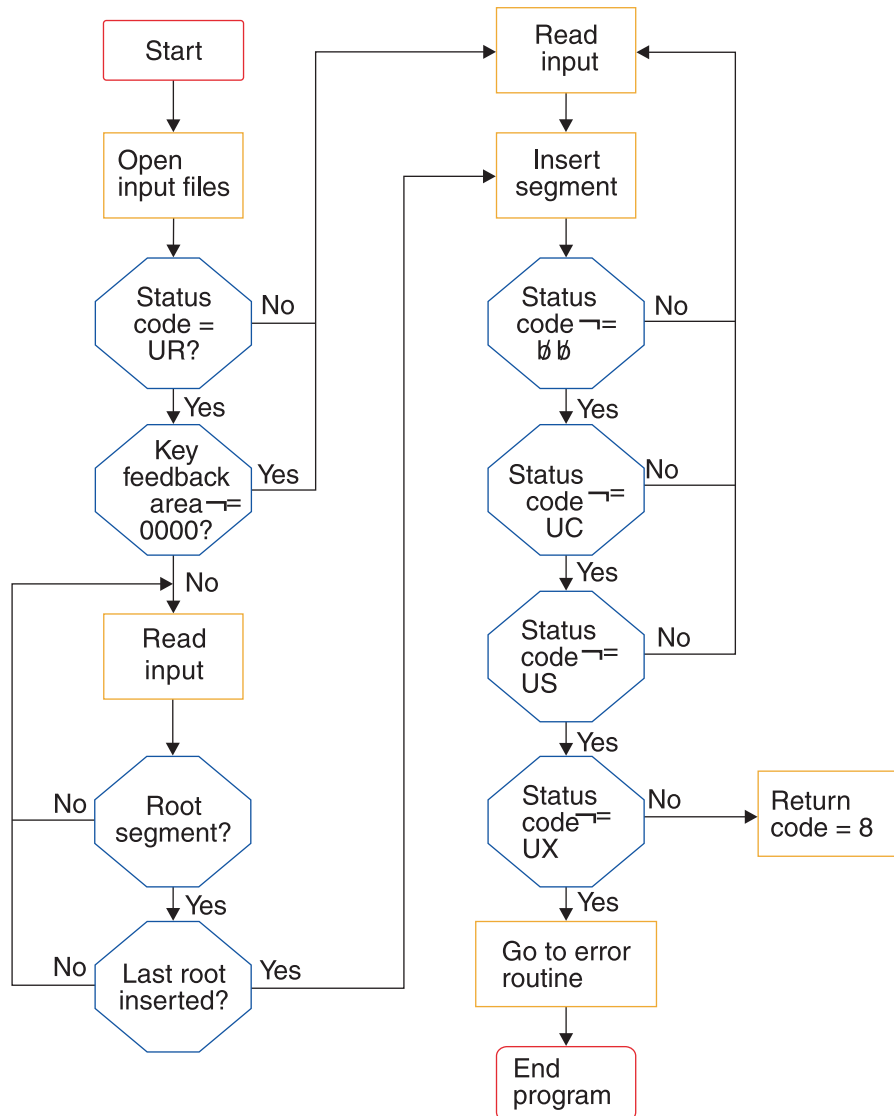 Start
Open
input files
Status
code =
UR?
No
Yes
Key
feedback
area ¬=
0000?
Yes
No
Read
input
Root
segment?
No
Yes
Last root
inserted?
No
Yes
Read
input
Insert
segment
Status
code ¬=
b̸ b̸
No
Yes
Status
code ¬=
UC
No
Yes
Status
code ¬=
US
No
Yes
Status
code ¬=
UX
No
Return
code = 8
Yes
Go to error
routine
End
program